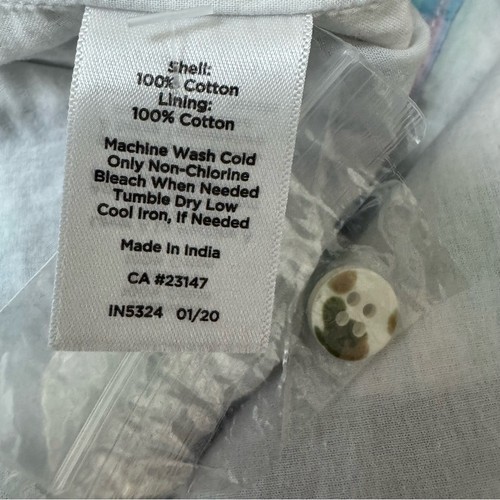 Shell:
100% Cotton
Lining:
100% Cotton
Machine Wash Cold
Only Non-Chlorine
Bleach When Needed
Tumble Dry Low
Cool Iron, If Needed
Made In India
CA #23147
IN5324 01/20